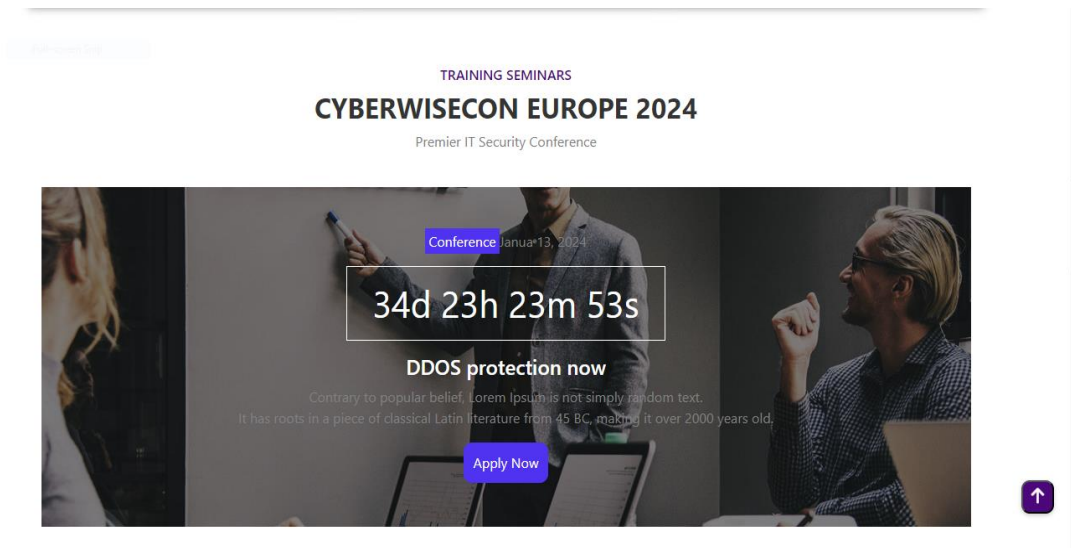 TRAINING SEMINARS
CYBERWISECON EUROPE 2024
Premier IT Security Conference
Conference 13, 2024
34d 23h 23m 53s
DDOS protection now
Contrary to popular belief, Lorem Ipsum is not simply random text.
It has roots in a piece of classical Latin literature from 45 BC, making it over 2000 years old.
Apply Now